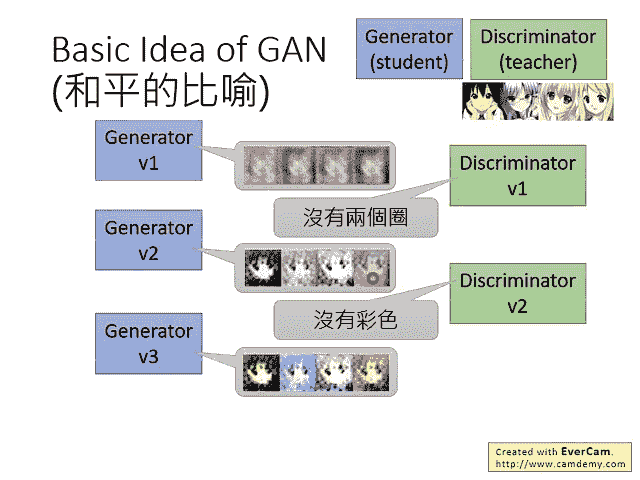 Basic Idea of GAN
(和平的比喻)
Generator
(student)
Discriminator
(teacher)
Generator
v1
Discriminator
v1
沒有兩個圈
Generator
v2
Discriminator
v2
沒有彩色
Generator
v3
Created with EverCam.
http://www.camdemy.com